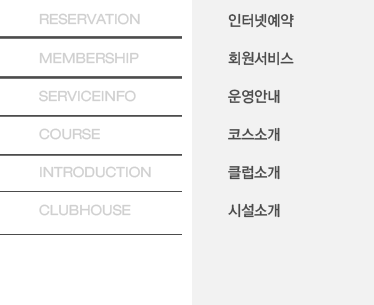 RESERVATION 인터넷예약
MEMBERSHIP 회원서비스
SERVICEINFO 운영안내
COURSE 코스소개
INTRODUCTION 클럽소개
CLUBHOUSE 시설소개